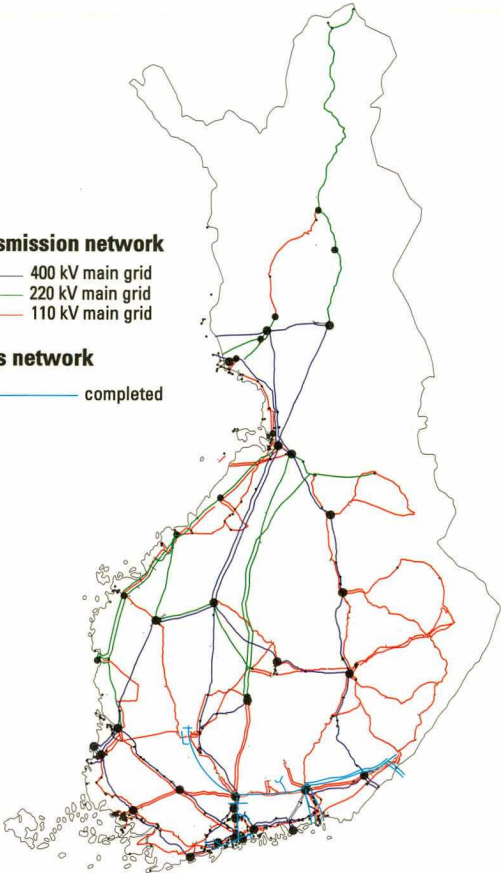 smission network
400 kV main grid
220 kV main grid
110 kV main grid
s network
completed